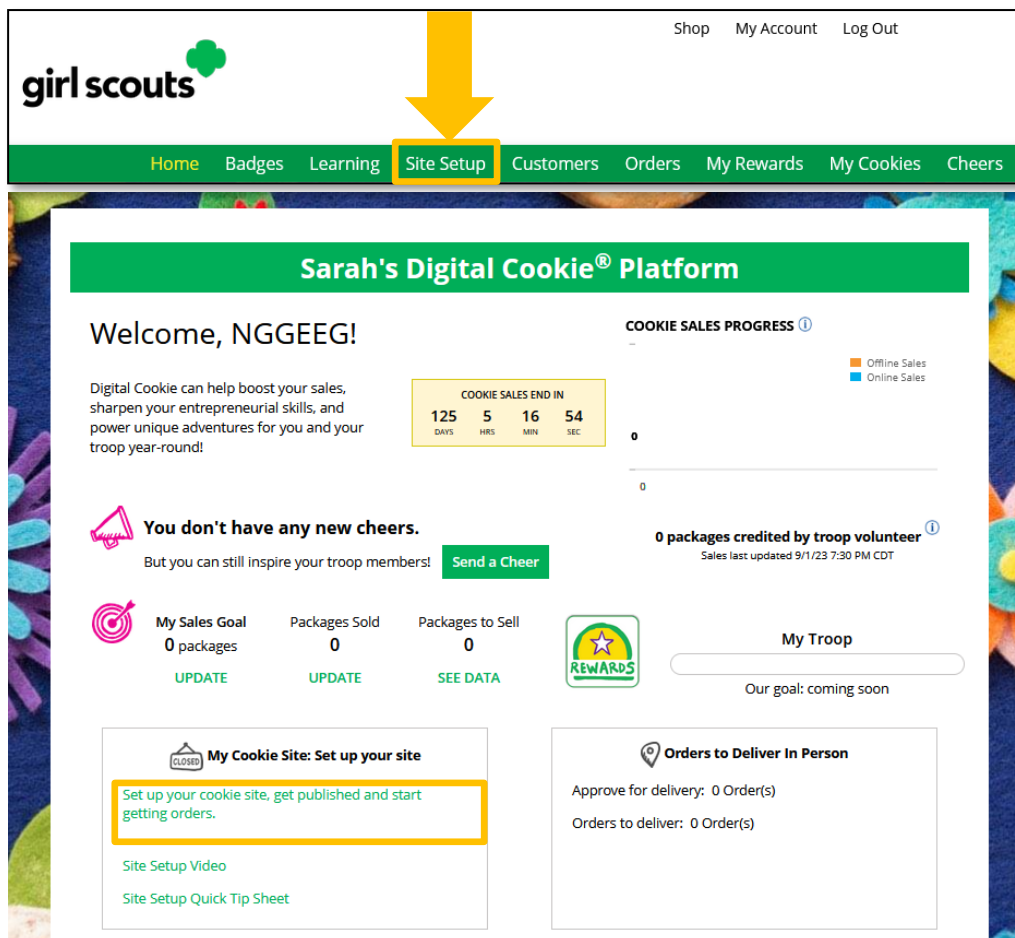 Shop My Account Log Out
girl scouts
Home Badges Learning Site Setup Customers Orders My Rewards My Cookies Cheers
Sarah's Digital Cookie® Platform
Welcome, NGGEEG!
Digital Cookie can help boost your sales,
sharpen your entrepreneurial skills, and
power unique adventures for you and your
troop year-round!
COOKIE SALES END IN
125 5 16 54
DAYS HRS MIN SEC
COOKIE SALES PROGRESS i
Offline Sales
Online Sales
0
0
You don't have any new cheers.
But you can still inspire your troop members! Send a Cheer
0 packages credited by troop volunteer i
Sales last updated 9/1/23 7:30 PM CDT
My Sales Goal Packages Sold Packages to Sell
0 packages 0 0
UPDATE UPDATE SEE DATA
REWARDS
My Troop
Our goal: coming soon
CLOSED My Cookie Site: Set up your site
Set up your cookie site, get published and start
getting orders.
Site Setup Video
Site Setup Quick Tip Sheet
Orders to Deliver In Person
Approve for delivery: 0 Order(s)
Orders to deliver: 0 Order(s)